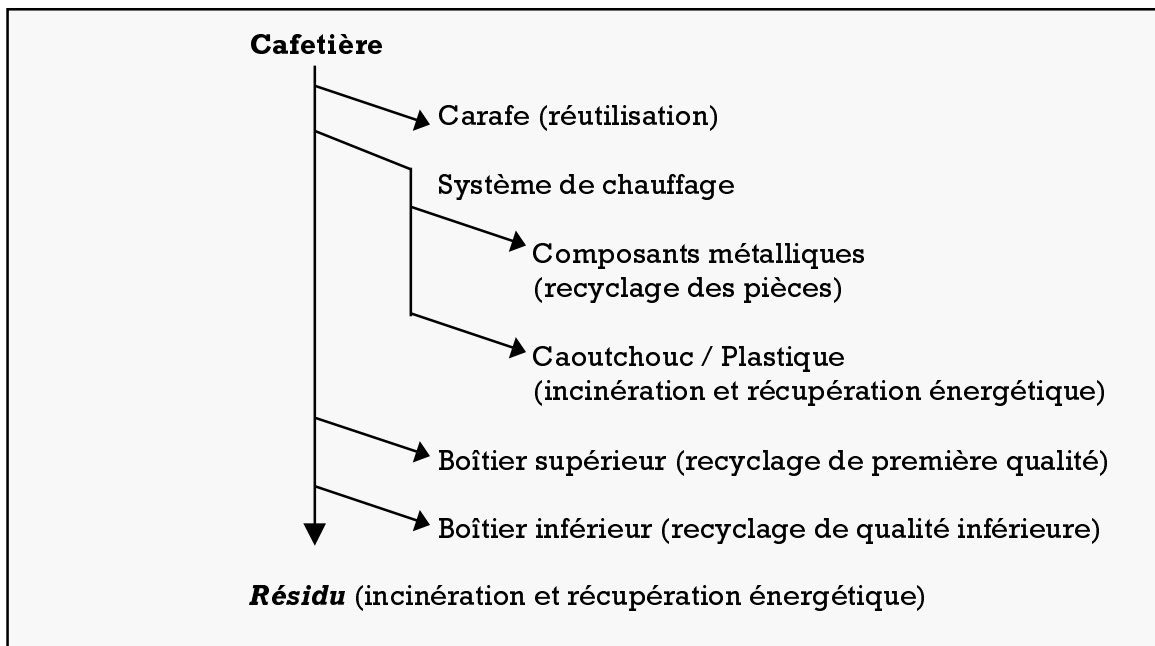 Cafetière
Carafe (réutilisation)
Système de chauffage
Composants métalliques
(recyclage des pièces)
Caoutchouc / Plastique
(incinération et récupération énergétique)
Boîtier supérieur (recyclage de première qualité)
Boîtier inférieur (recyclage de qualité inférieure)
Résidu (incinération et récupération énergétique)